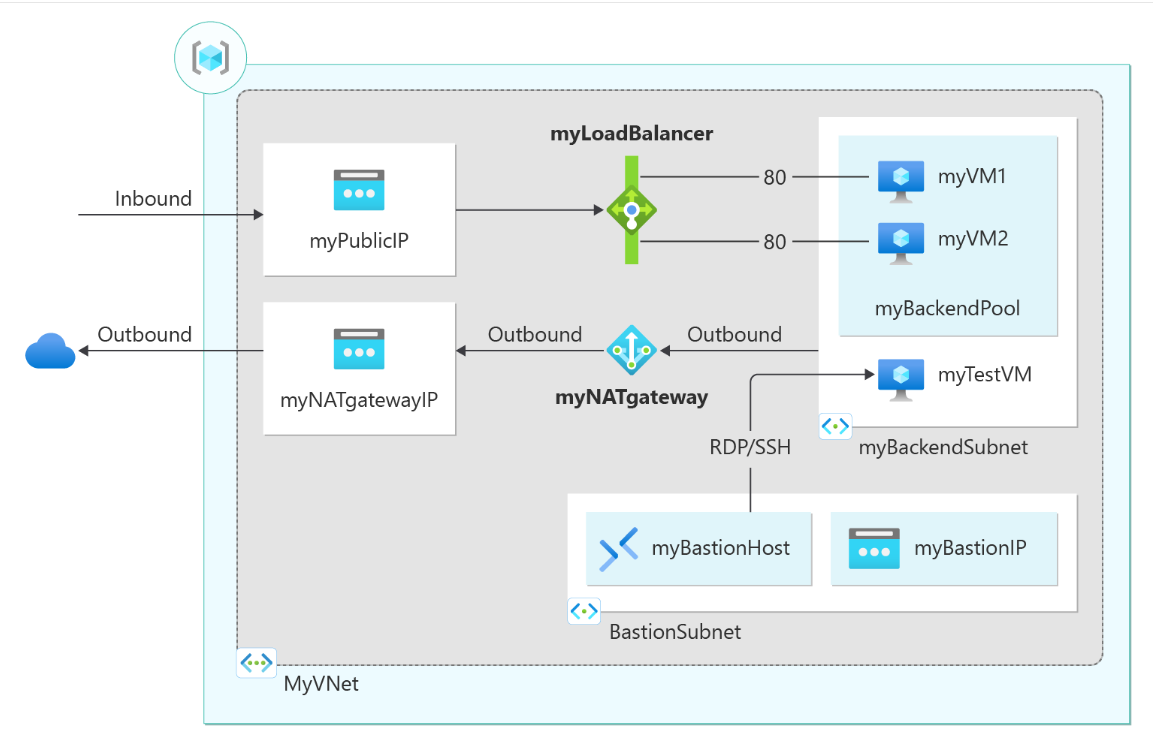 myLoadBalancer
Inbound
myPublicIP
80
myVM1
80
myVM2
myBackendPool
Outbound
myNATgatewayIP
Outbound
myNATgateway
Outbound
myTestVM
myBackendSubnet
RDP/SSH
myBastionHost
myBastionIP
BastionSubnet
MyVNet